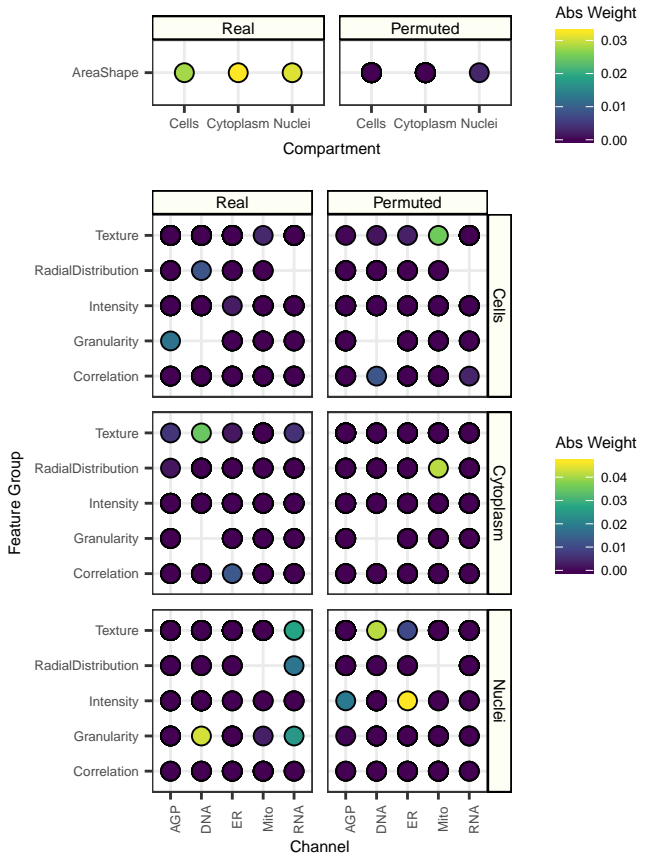 Real Permuted
AreaShape
Cells Cytoplasm Nuclei Cells Cytoplasm Nuclei
Compartment
Abs Weight
0.03
0.02
0.01
0.00
Real Permuted
Texture
RadialDistribution
Intensity
Granularity
Correlation
Cells
Texture
RadialDistribution
Intensity
Granularity
Correlation
Cytoplasm
Texture
RadialDistribution
Intensity
Granularity
Correlation
Nuclei
Feature Group
AGP DNA ER Mito RNA AGP DNA ER Mito RNA
Channel
Abs Weight
0.04
0.03
0.02
0.01
0.00